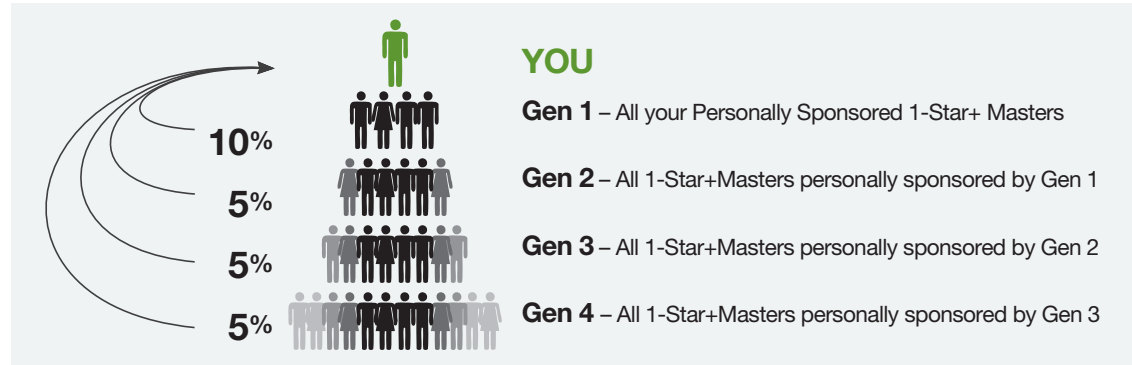 YOU
Gen 1 – All your Personally Sponsored 1-Star+ Masters
10%
Gen 2 – All 1-Star+Masters personally sponsored by Gen 1
5%
Gen 3 – All 1-Star+Masters personally sponsored by Gen 2
5%
Gen 4 – All 1-Star+Masters personally sponsored by Gen 3
5%